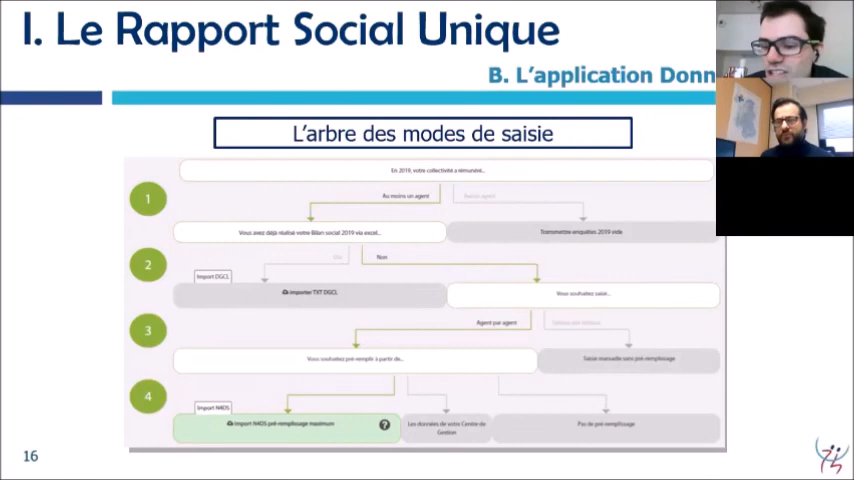 I. Le Rapport Social Unique
B. L'application Donn
L'arbre des modes de saisie
1
En 2019, votre collectivité a rémunéré...
Au moins un agent
Aucun agent
Vous avez déjà réalisé votre Bilan social 2019 via excel...
Transmettre enquêtes 2019 vide
2
Oui
Non
Import DGCL
Importer TXT DGCL
Vous souhaitez saisir...
3
Agent par agent
Vous souhaitez pré-remplir à partir de...
Saisie manuelle sans pré-remplissage
4
Import N4DS
Import N4DS pré-remplissage maximum
?
Les données de votre Centre de
Gestion
Pas de pré-remplissage
16